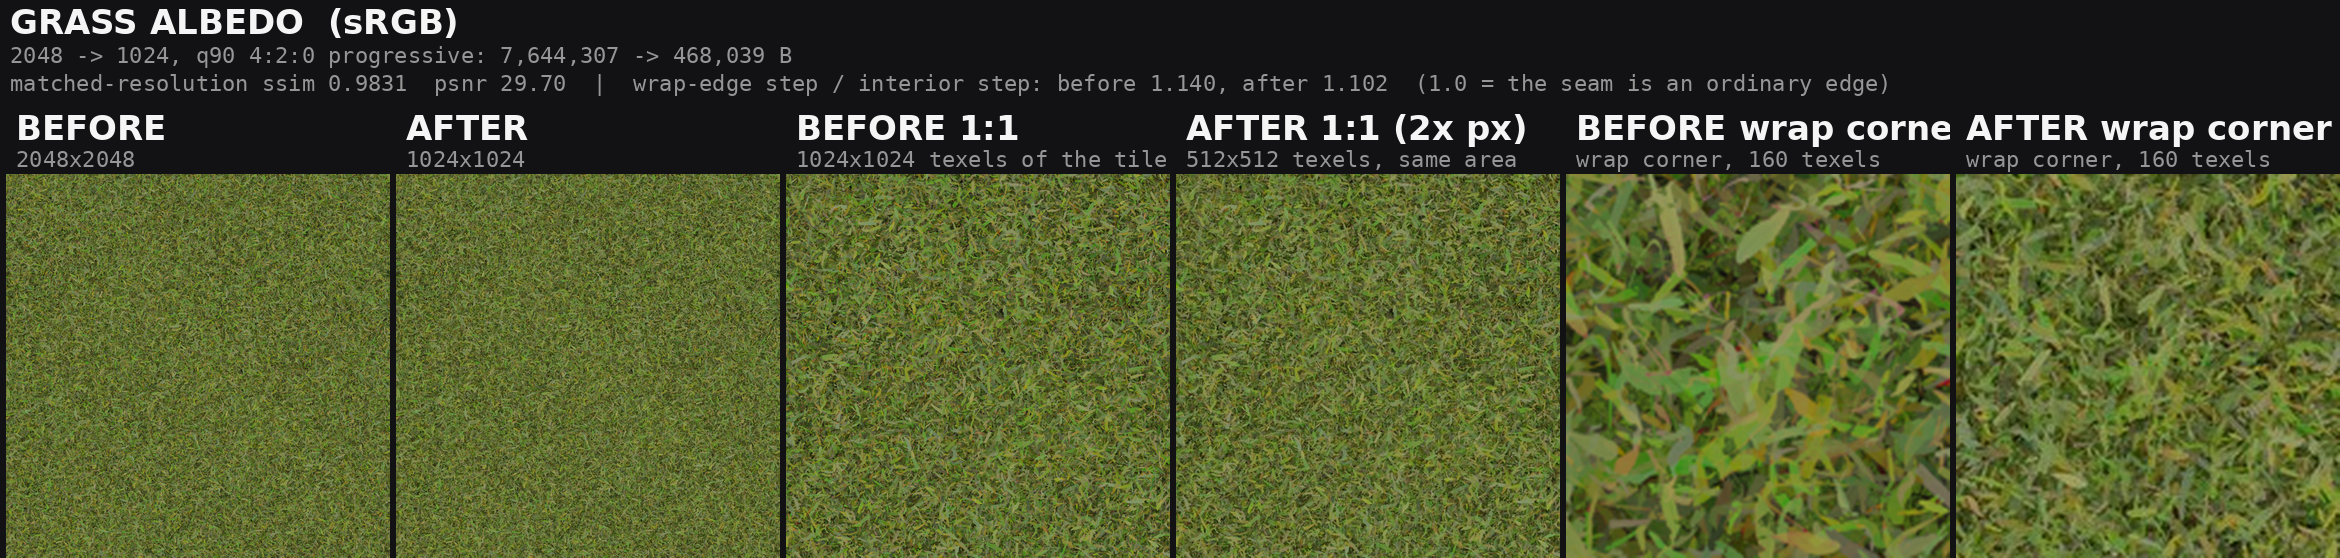 GRASS ALBEDO  (sRGB)
2048 -> 1024, q90 4:2:0 progressive: 7,644,307 -> 468,039 B
matched-resolution ssim 0.9831  psnr 29.70  |  wrap-edge step / interior step: before 1.140, after 1.102  (1.0 = the seam is an ordinary edge)
BEFORE
AFTER
BEFORE 1:1
AFTER 1:1 (2x px)
BEFORE wrap corne
AFTER wrap corner
2048x2048
1024x1024
1024x1024 texels of the tile
512x512 texels, same area
wrap corner, 160 texels
wrap corner, 160 texels